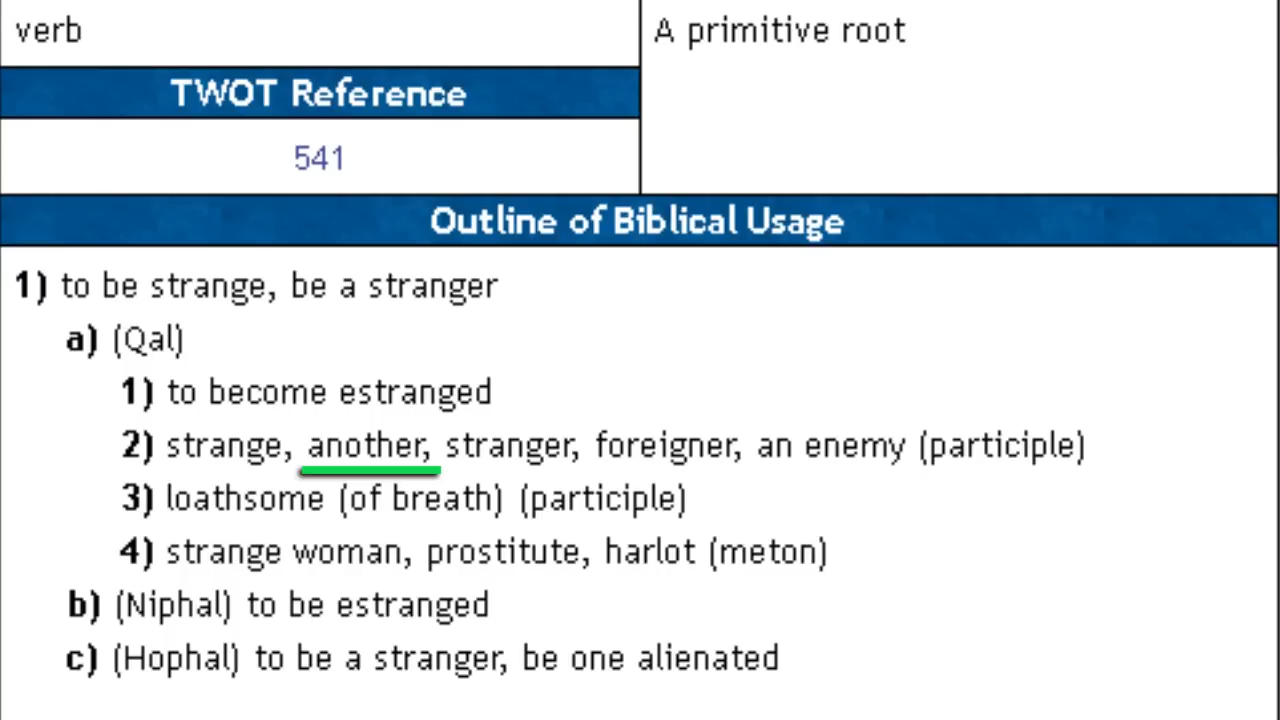 verb
A primitive root
TWOT Reference
541
Outline of Biblical Usage
1) to be strange, be a stranger
a) (Qal)
1) to become estranged
2) strange, another, stranger, foreigner, an enemy (participle)
3) loathsome (of breath) (participle)
4) strange woman, prostitute, harlot (meton)
b) (Niphal) to be estranged
c) (Hophal) to be a stranger, be one alienated